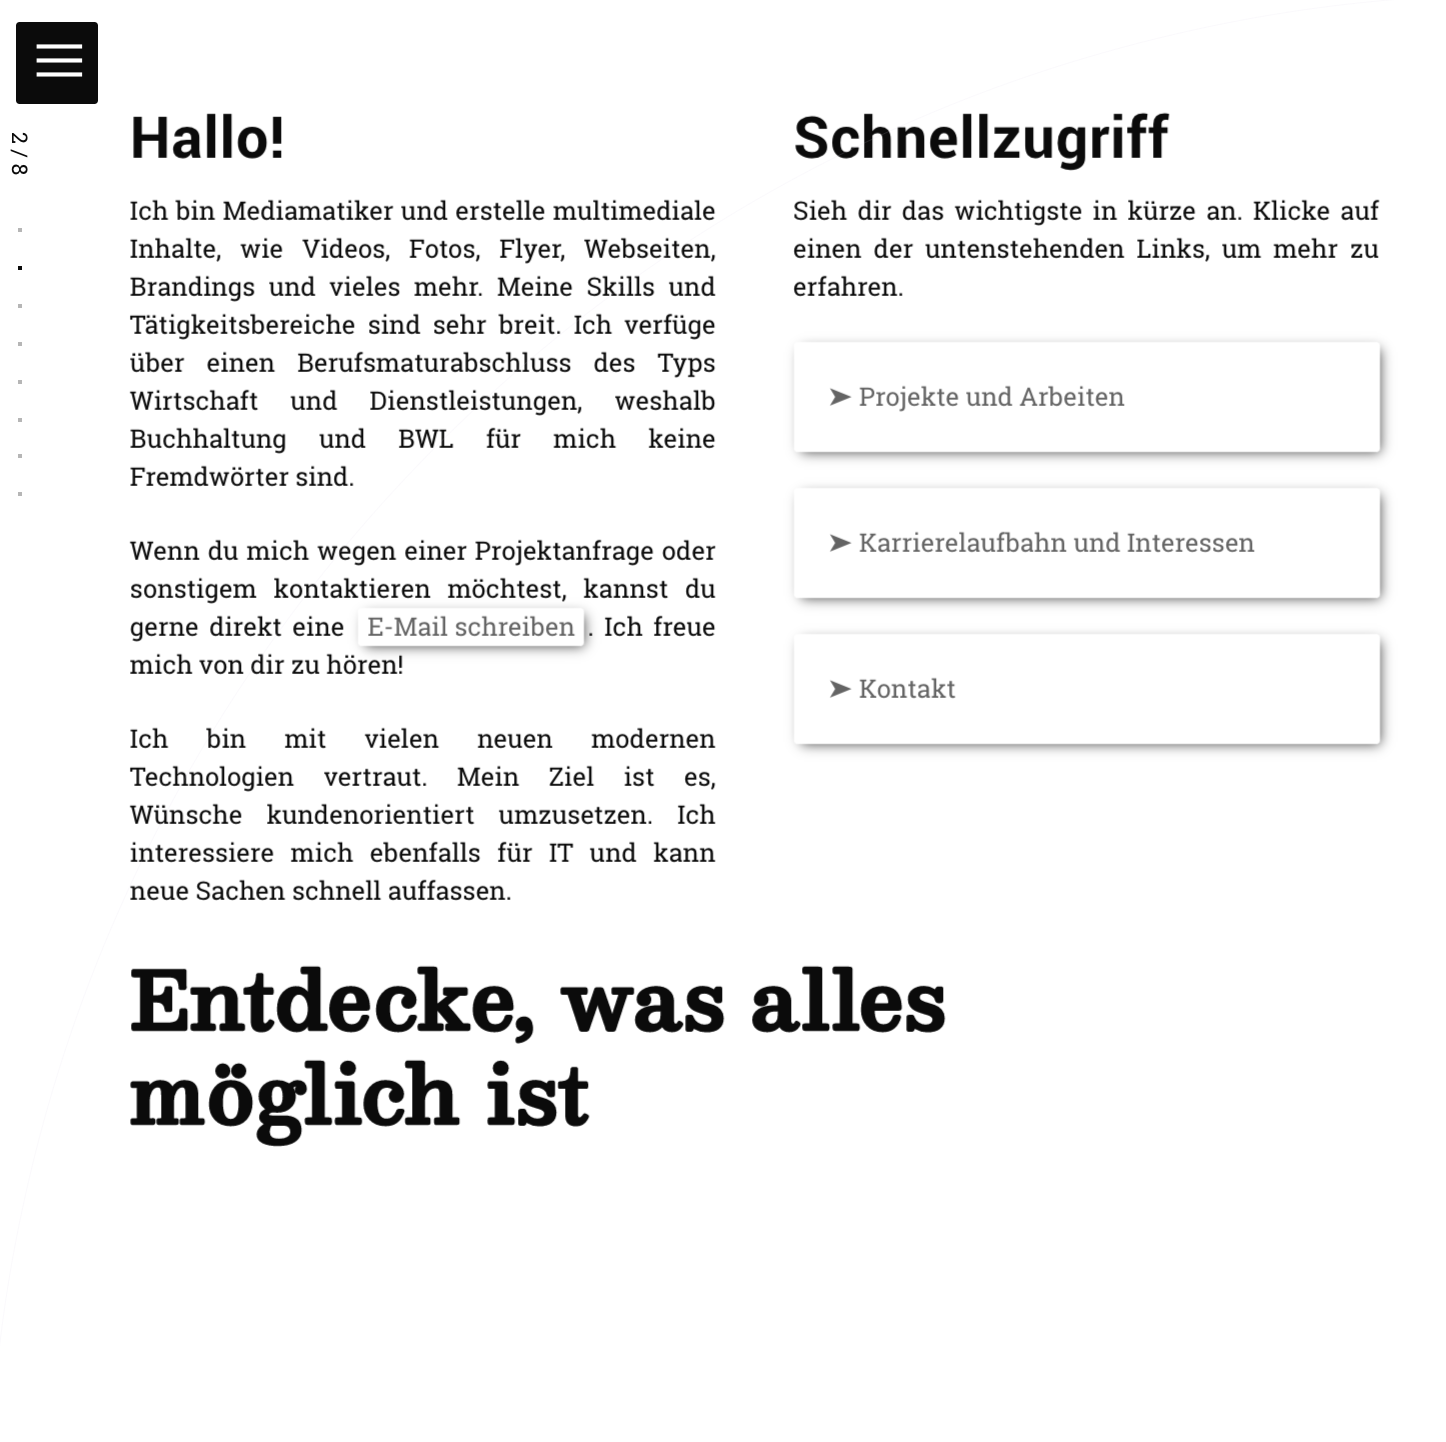 2 / 8
Hallo!
Ich bin Mediamatiker und erstelle multimediale
Inhalte, wie Videos, Fotos, Flyer, Webseiten,
Brandings und vieles mehr. Meine Skills und
Tätigkeitsbereiche sind sehr breit. Ich verfüge
über einen Berufsmaturabschluss des Typs
Wirtschaft und Dienstleistungen, weshalb
Buchhaltung und BWL für mich keine
Fremdwörter sind.
Wenn du mich wegen einer Projektanfrage oder
sonstigem kontaktieren möchtest, kannst du
gerne direkt eine E-Mail schreiben . Ich freue
mich von dir zu hören!
Ich bin mit vielen neuen modernen
Technologien vertraut. Mein Ziel ist es,
Wünsche kundenorientiert umzusetzen. Ich
interessiere mich ebenfalls für IT und kann
neue Sachen schnell auffassen.
Schnellzugriff
Sieh dir das wichtigste in kürze an. Klicke auf
einen der untenstehenden Links, um mehr zu
erfahren.
➤ Projekte und Arbeiten
➤ Karrierelaufbahn und Interessen
➤ Kontakt
Entdecke, was alles
möglich ist